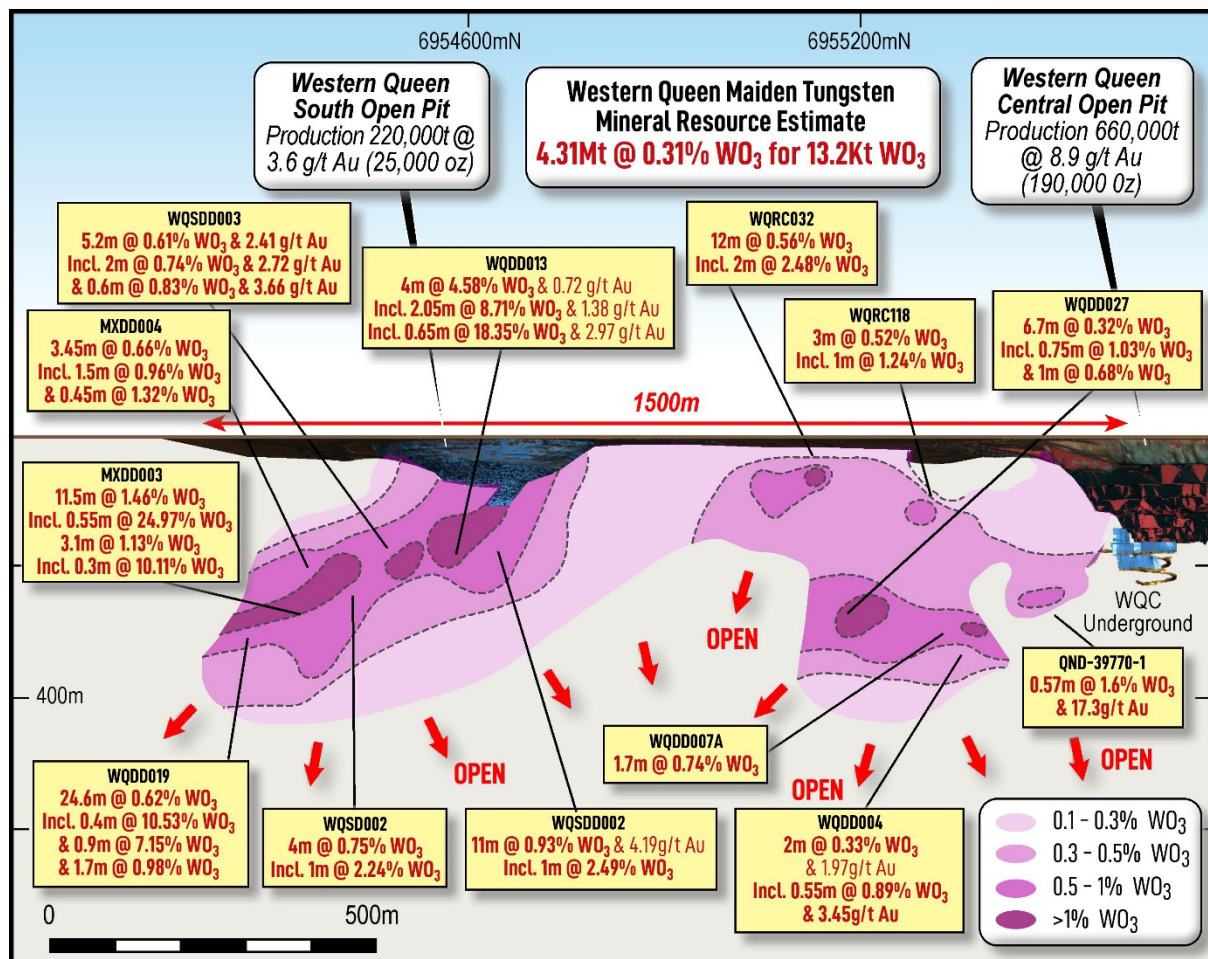 6954600mN
6955200mN
Western Queen
South Open Pit
Production 220,000t @
3.6 g/t Au (25,000 oz)
Western Queen Maiden Tungsten
Mineral Resource Estimate
4.31Mt @ 0.31% WO₃ for 13.2Kt WO₃
Western Queen
Central Open Pit
Production 660,000t
@ 8.9 g/t Au
(190,000 Oz)
WQSDD003
5.2m @ 0.61% WO₃ & 2.41 g/t Au
Incl. 2m @ 0.74% WO₃ & 2.72 g/t Au
& 0.6m @ 0.83% WO₃ & 3.66 g/t Au
WQDD013
4m @ 4.58% WO₃ & 0.72 g/t Au
Incl. 2.05m @ 8.71% WO₃ & 1.38 g/t Au
Incl. 0.65m @ 18.35% WO₃ & 2.97 g/t Au
WQRC032
12m @ 0.56% WO₃
Incl. 2m @ 2.48% WO₃
WQRC118
3m @ 0.52% WO₃
Incl. 1m @ 1.24% WO₃
WQDD027
6.7m @ 0.32% WO₃
Incl. 0.75m @ 1.03% WO₃
& 1m @ 0.68% WO₃
MXDD004
3.45m @ 0.66% WO₃
Incl. 1.5m @ 0.96% WO₃
& 0.45m @ 1.32% WO₃
1500m
MXDD003
11.5m @ 1.46% WO₃
Incl. 0.55m @ 24.97% WO₃
3.1m @ 1.13% WO₃
Incl. 0.3m @ 10.11% WO₃
WQC
Underground
OPEN
QND-39770-1
0.57m @ 1.6% WO₃
& 17.3g/t Au
400m
WQDD007A
1.7m @ 0.74% WO₃
OPEN
OPEN
OPEN
WQDD019
24.6m @ 0.62% WO₃
Incl. 0.4m @ 10.53% WO₃
& 0.9m @ 7.15% WO₃
& 1.7m @ 0.98% WO₃
WQSD002
4m @ 0.75% WO₃
Incl. 1m @ 2.24% WO₃
WQSDD002
11m @ 0.93% WO₃ & 4.19g/t Au
Incl. 1m @ 2.49% WO₃
WQDD004
2m @ 0.33% WO₃
& 1.97g/t Au
Incl. 0.55m @ 0.89% WO₃
& 3.45g/t Au
0.1 - 0.3% WO₃
0.3 - 0.5% WO₃
0.5 - 1% WO₃
>1% WO₃
0
500m